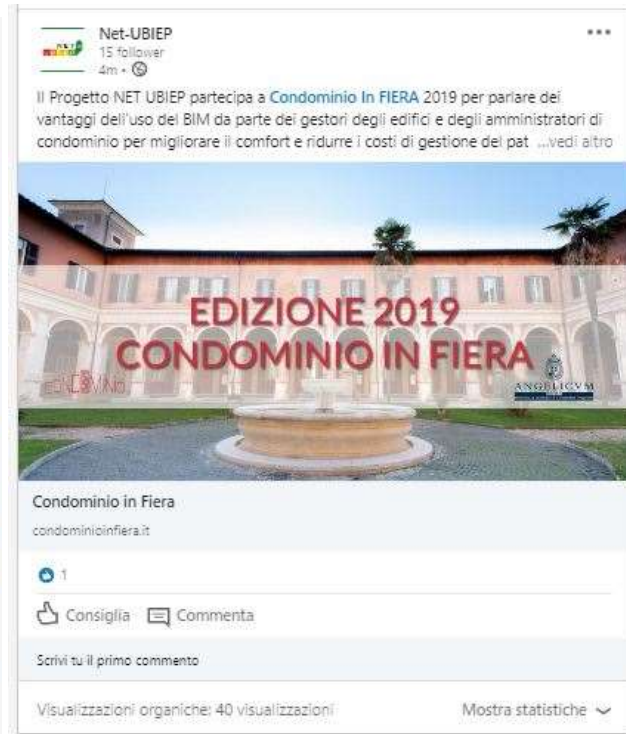 Net-UBIEP
15 follower
4m •
Il Progetto NET UBIEP partecipa a Condominio In FIERA 2019 per parlare dei
vantaggi dell'uso del BIM da parte dei gestori degli edifici e degli amministratori di
condominio per migliorare il comfort e ridurre i costi di gestione del pat ...vedi altro
EDIZIONE 2019
CONDOMINIO IN FIERA
CONDOMINIO
ANGELICVM
Condominio in Fiera
condominioinfiera.it
1
Consiglia Commenta
Scrivi tu il primo commento
Visualizzazioni organiche: 40 visualizzazioni Mostra statistiche